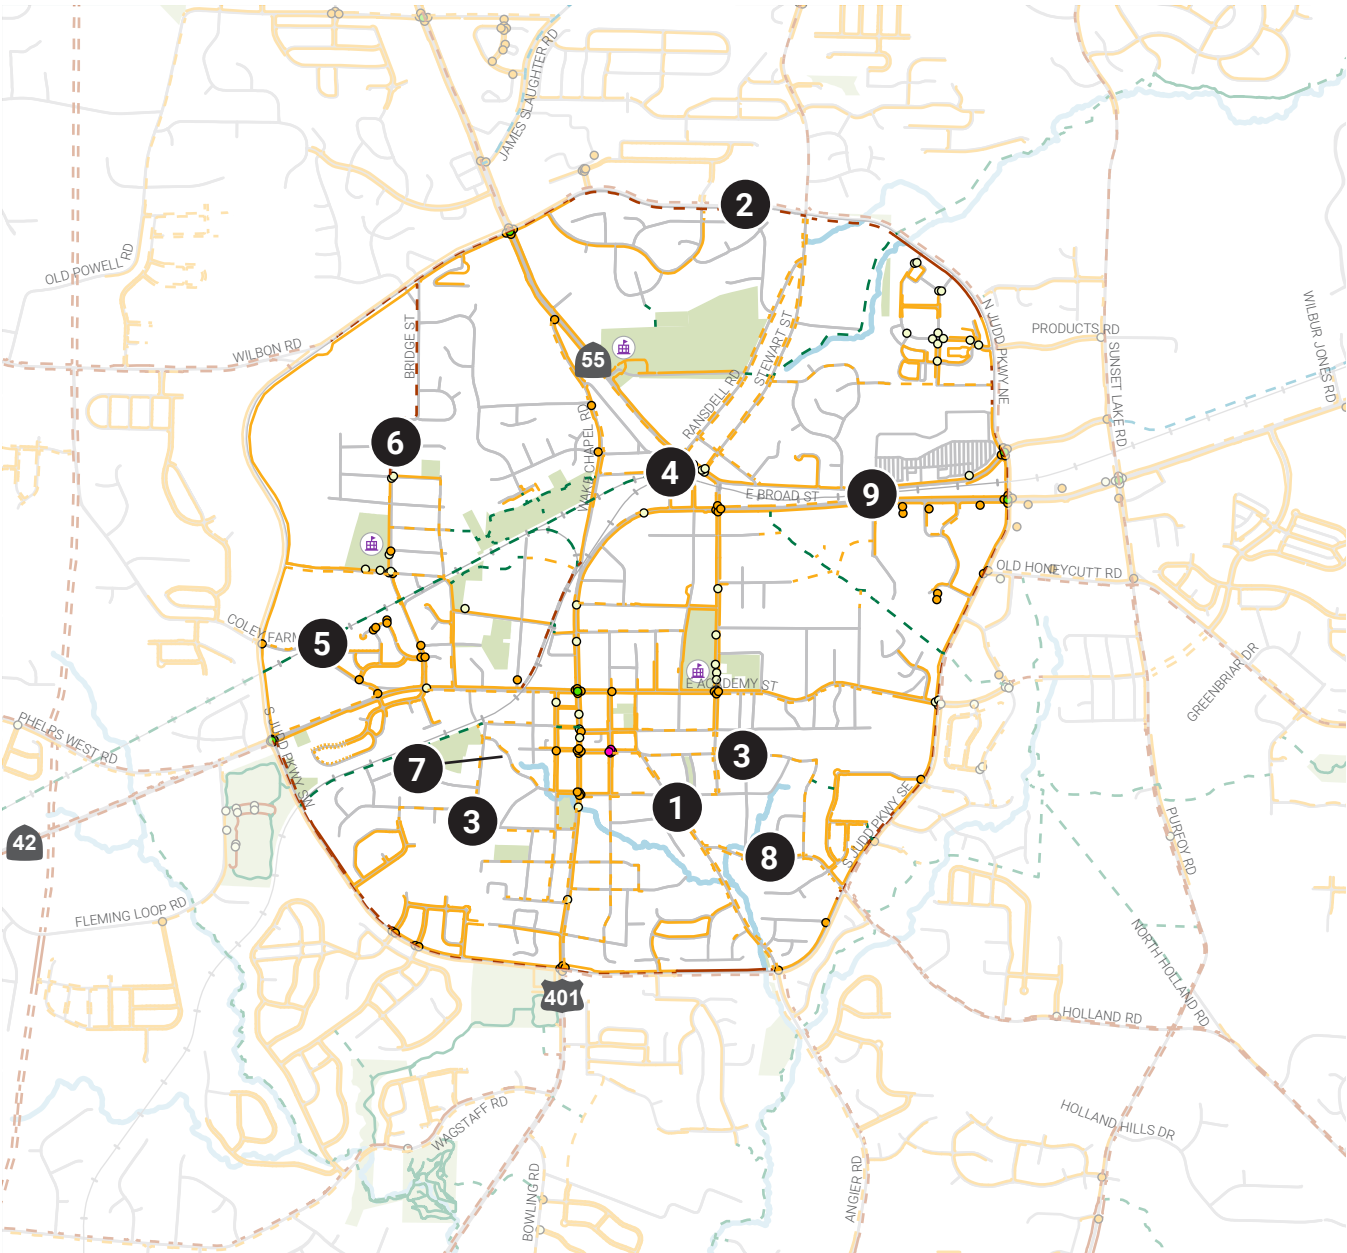 JAMES SLAUGHTER RD
2
OLD POWELL RD
N JUDD PKWY NE
WILBUR JONES RD
PRODUCTS RD
SUNSET LAKE RD
WILBON RD
BRIDGE ST
55
STEWART ST
RANSDELL RD
WAKE CHAPEL RD
6
4
9
E BROAD ST
OLD HONEYCUTT RD
COLEY FARM
5
GREENBRIAR DR
E ACADEMY ST
S JUDD PKWY SW
PHELPS WEST RD
7
3
3
1
8
S JUDD PKWY SE
PURFOY RD
42
FLEMING LOOP RD
NORTH HOLLAND RD
401
HOLLAND RD
WAGSTAFF RD
HOLLAND HILLS DR
BOWLING RD
ANGIER RD